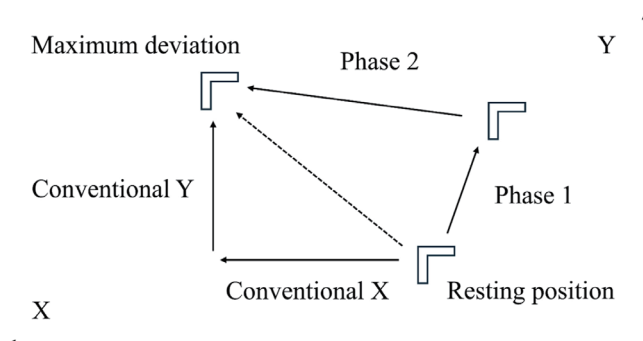 Maximum deviation
Phase 2
Y
Conventional Y
Phase 1
Conventional X
Resting position
X